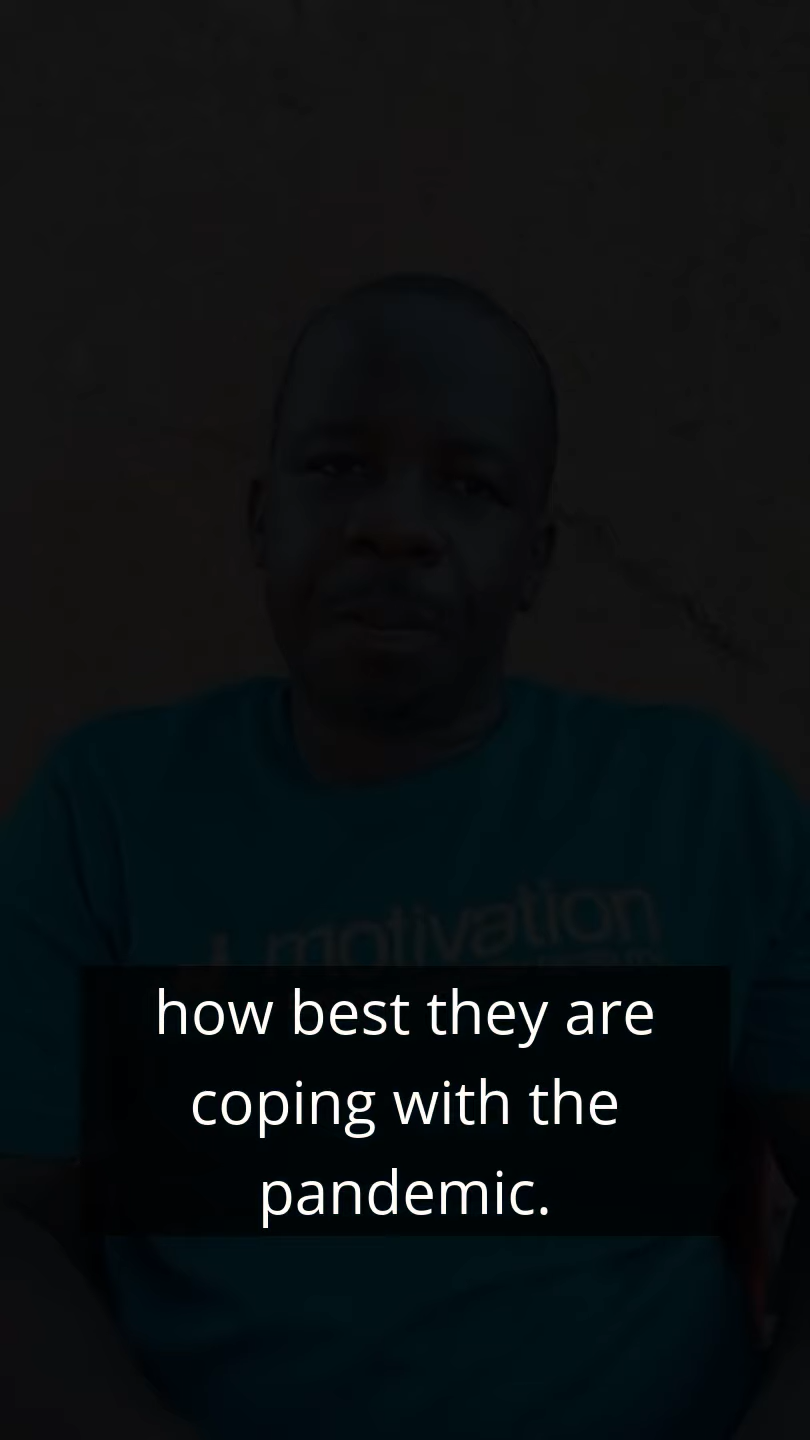 motivation
how best they are
coping with the
pandemic.